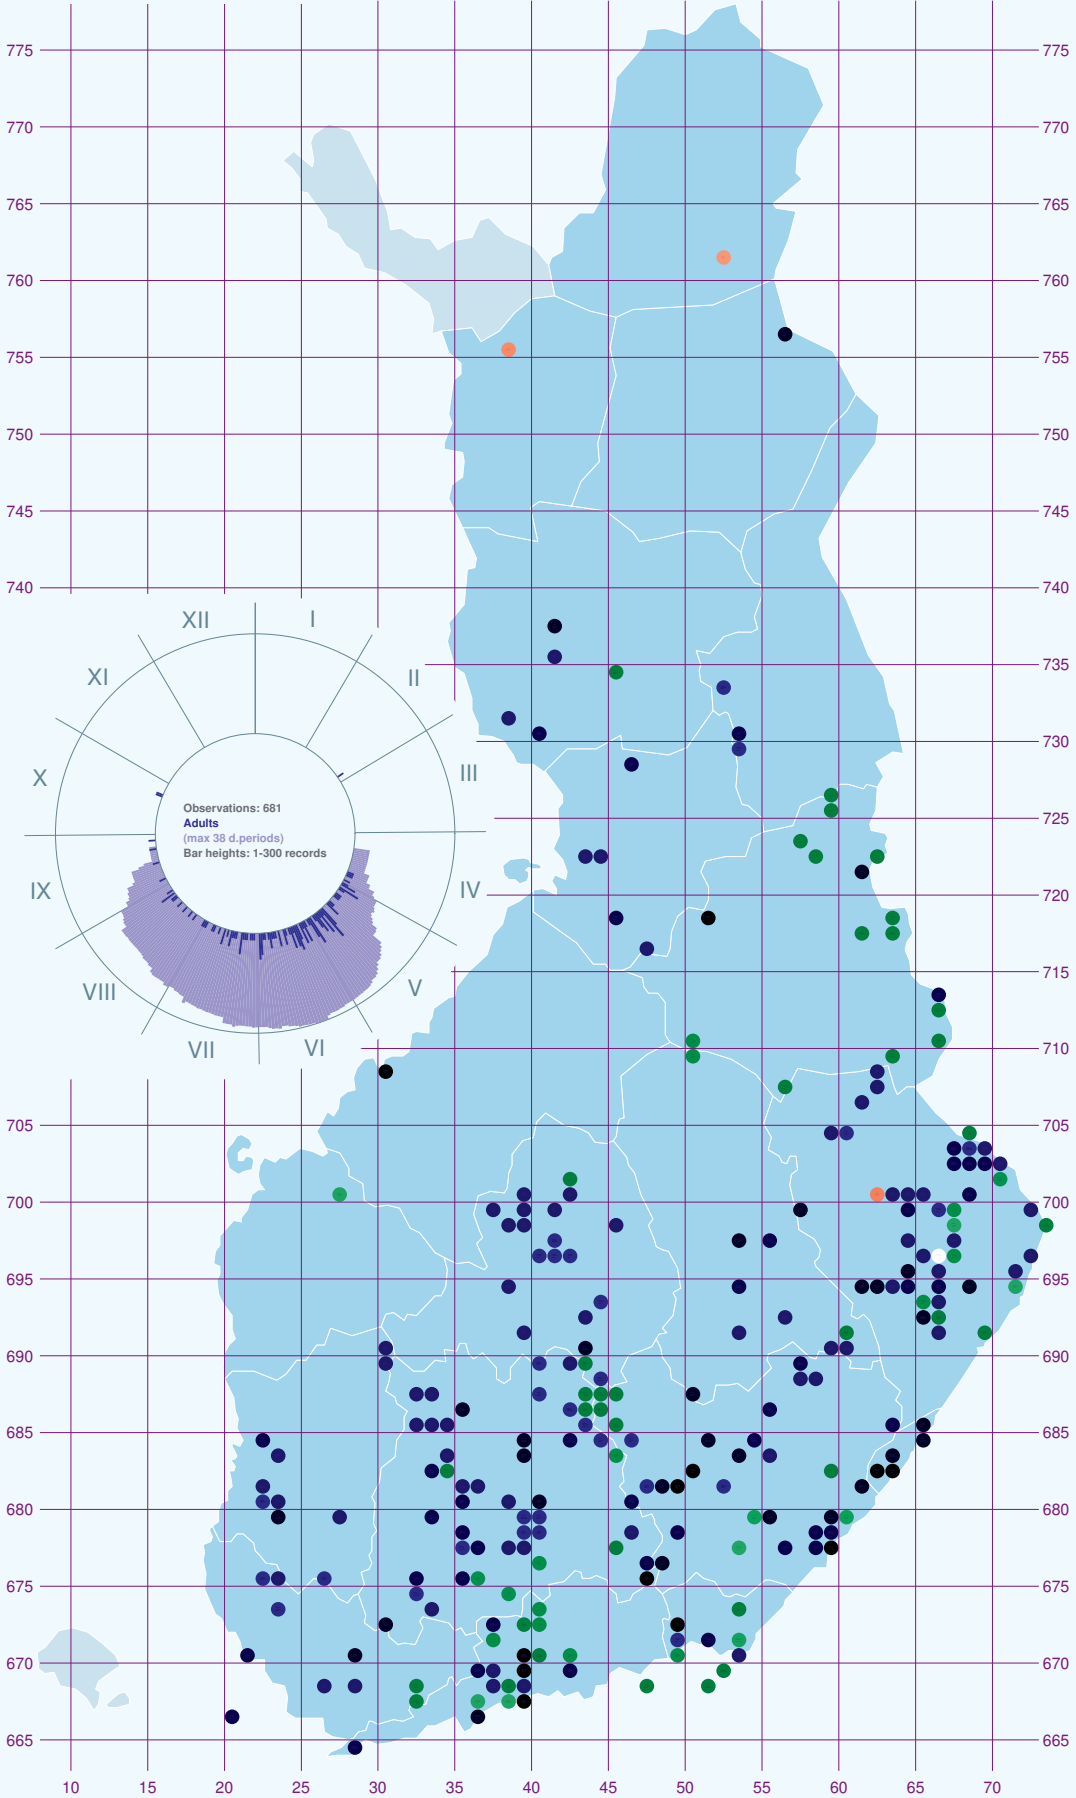 775 775
770 770
765 765
760 760
755 755
750 750
745 745
740 740
XII I
XI II
735 735
X III
730 730
Observations: 681
Adults
(max 38 d.periods)
Bar heights: 1-300 records
725 725
IX IV
720 720
VIII V
715 715
VII VI
710 710
705 705
700 700
695 695
690 690
685 685
680 680
675 675
670 670
665 665
10 15 20 25 30 35 40 45 50 55 60 65 70